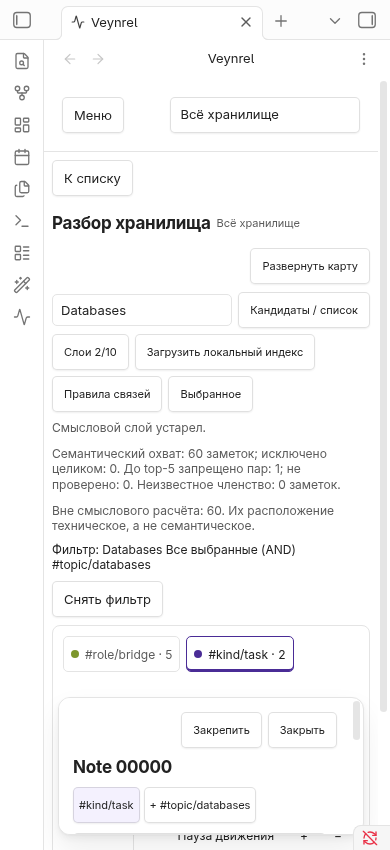 Veynrel
Veynrel
Меню
Всё хранилище
К списку
Разбор хранилища Всё хранилище
Развернуть карту
Databases
Кандидаты / список
Слои 2/10
Загрузить локальный индекс
Правила связей
Выбранное
Смысловой слой устарел.
Семантический охват: 60 заметок; исключено
целиком: 0. До top-5 запрещено пар: 1; не
проверено: 0. Неизвестное членство: 0 заметок.
Вне смыслового расчёта: 60. Их расположение
техническое, а не семантическое.
Фильтр: Databases Все выбранные (AND)
#topic/databases
Снять фильтр
#role/bridge · 5
#kind/task · 2
Закрепить
Закрыть
Note 00000
#kind/task
+ #topic/databases
Пауза движения + −